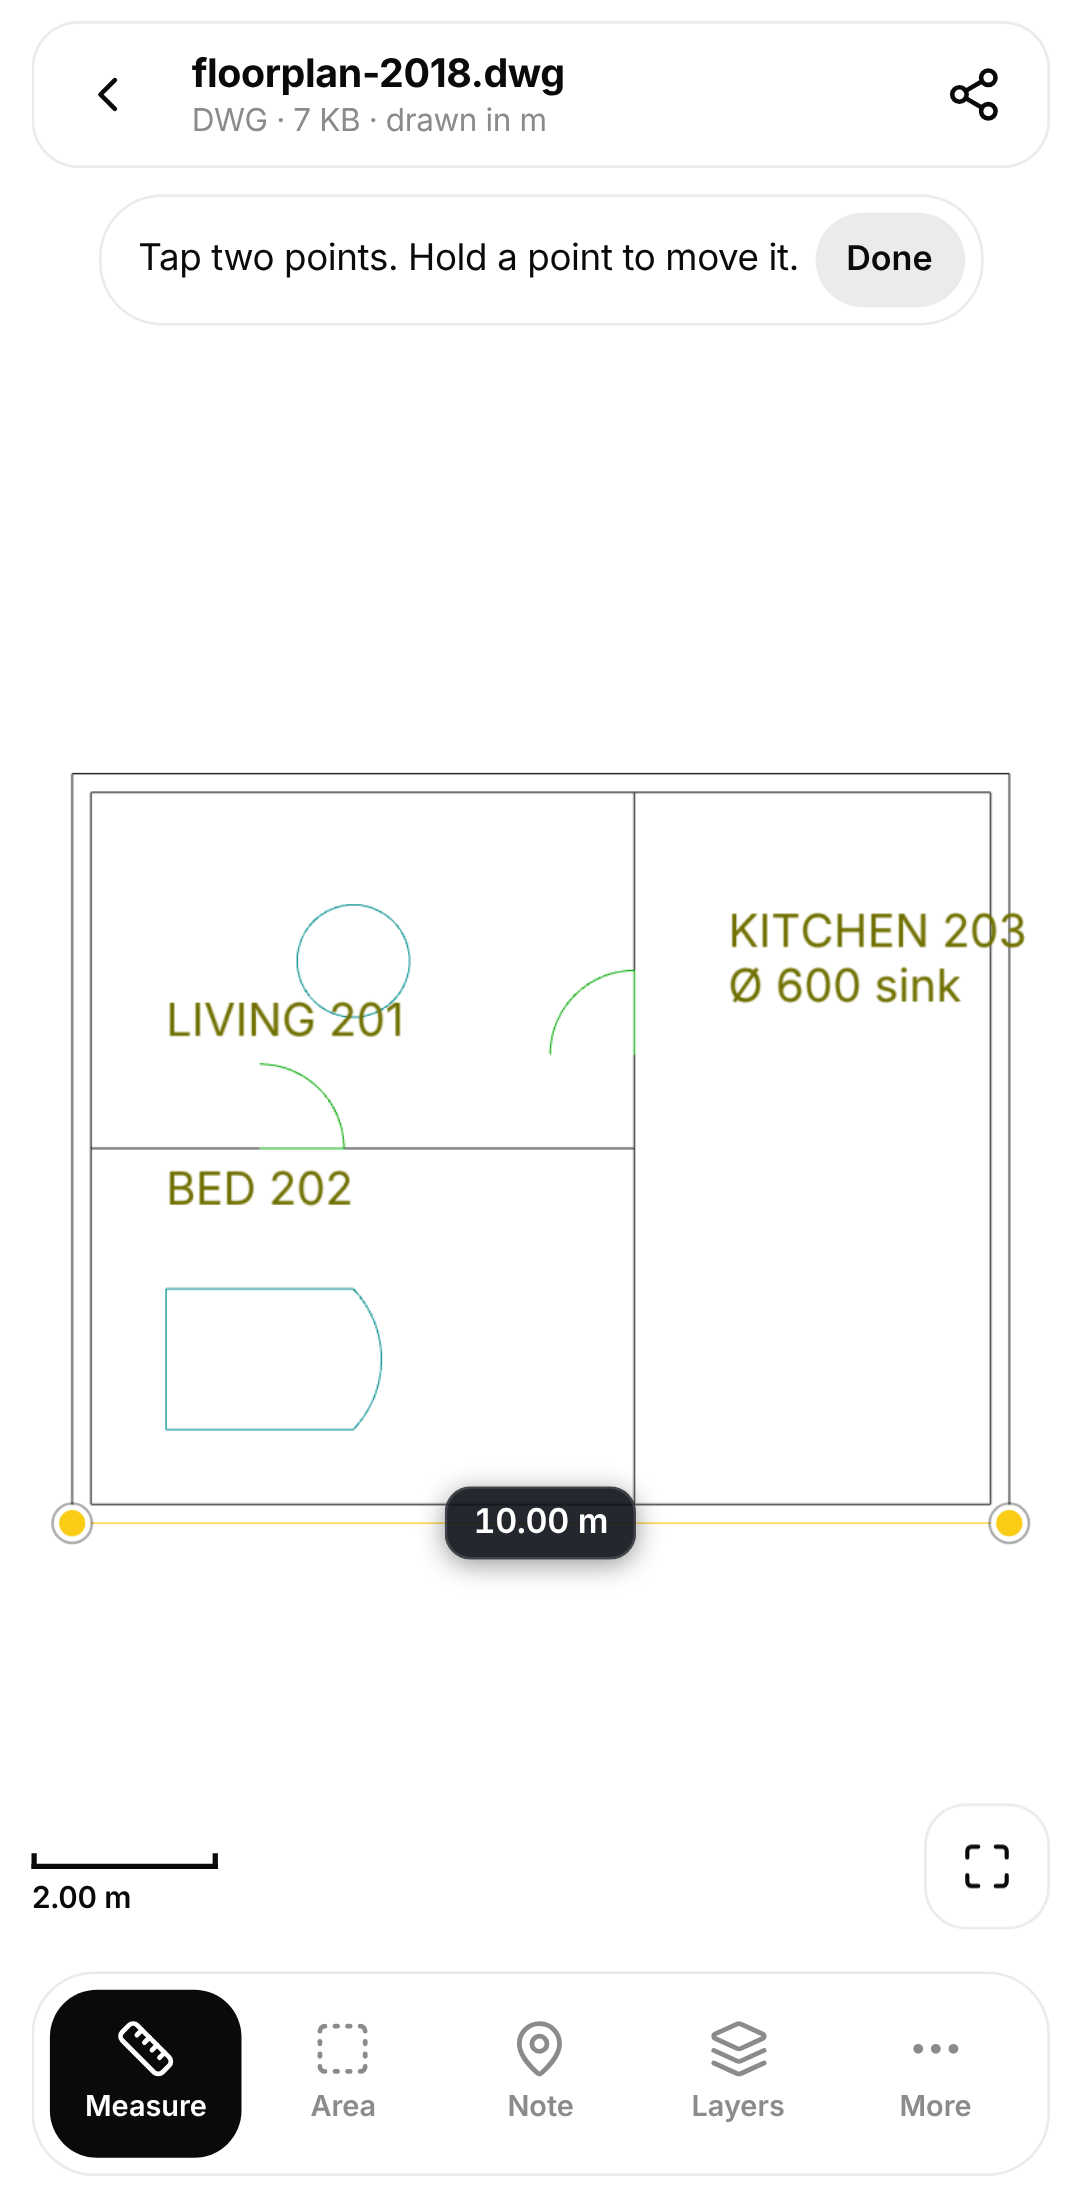 floorplan-2018.dwg
DWG · 7 KB · drawn in m
Tap two points. Hold a point to move it.
Done
KITCHEN 203
Ø 600 sink
LIVING 201
BED 202
10.00 m
2.00 m
Measure
Area
Note
Layers
More